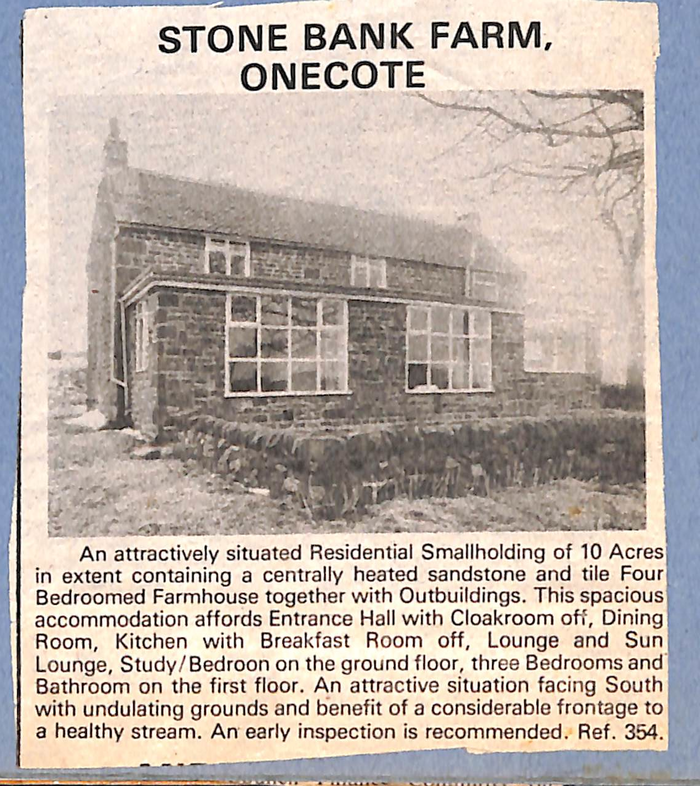 STONE BANK FARM,
ONECOTE
An attractively situated Residential Smallholding of 10 Acres
in extent containing a centrally heated sandstone and tile Four
Bedroomed Farmhouse together with Outbuildings. This spacious
accommodation affords Entrance Hall with Cloakroom off, Dining
Room, Kitchen with Breakfast Room off, Lounge and Sun
Lounge, Study/Bedroon on the ground floor, three Bedrooms and
Bathroom on the first floor. An attractive situation facing South
with undulating grounds and benefit of a considerable frontage to
a healthy stream. An early inspection is recommended. Ref. 354.